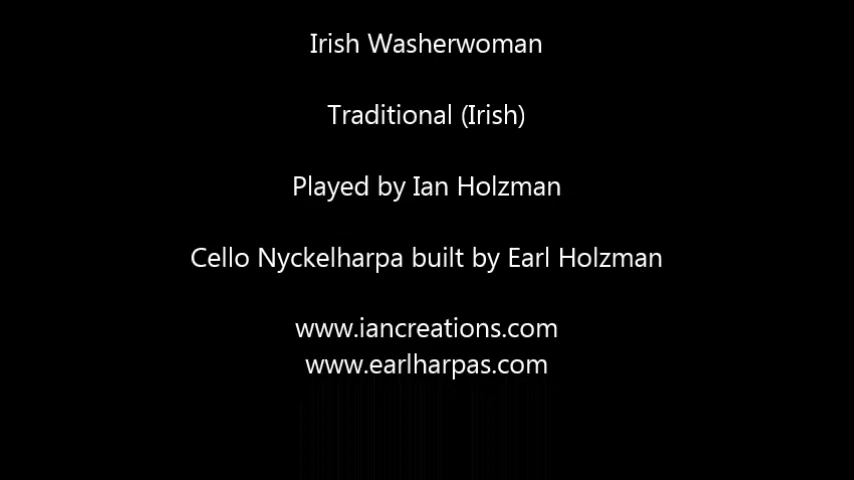 Irish Washerwoman
Traditional (Irish)
Played by Ian Holzman
Cello Nyckelharpa built by Earl Holzman
www.iancreations.com
www.earlharpas.com